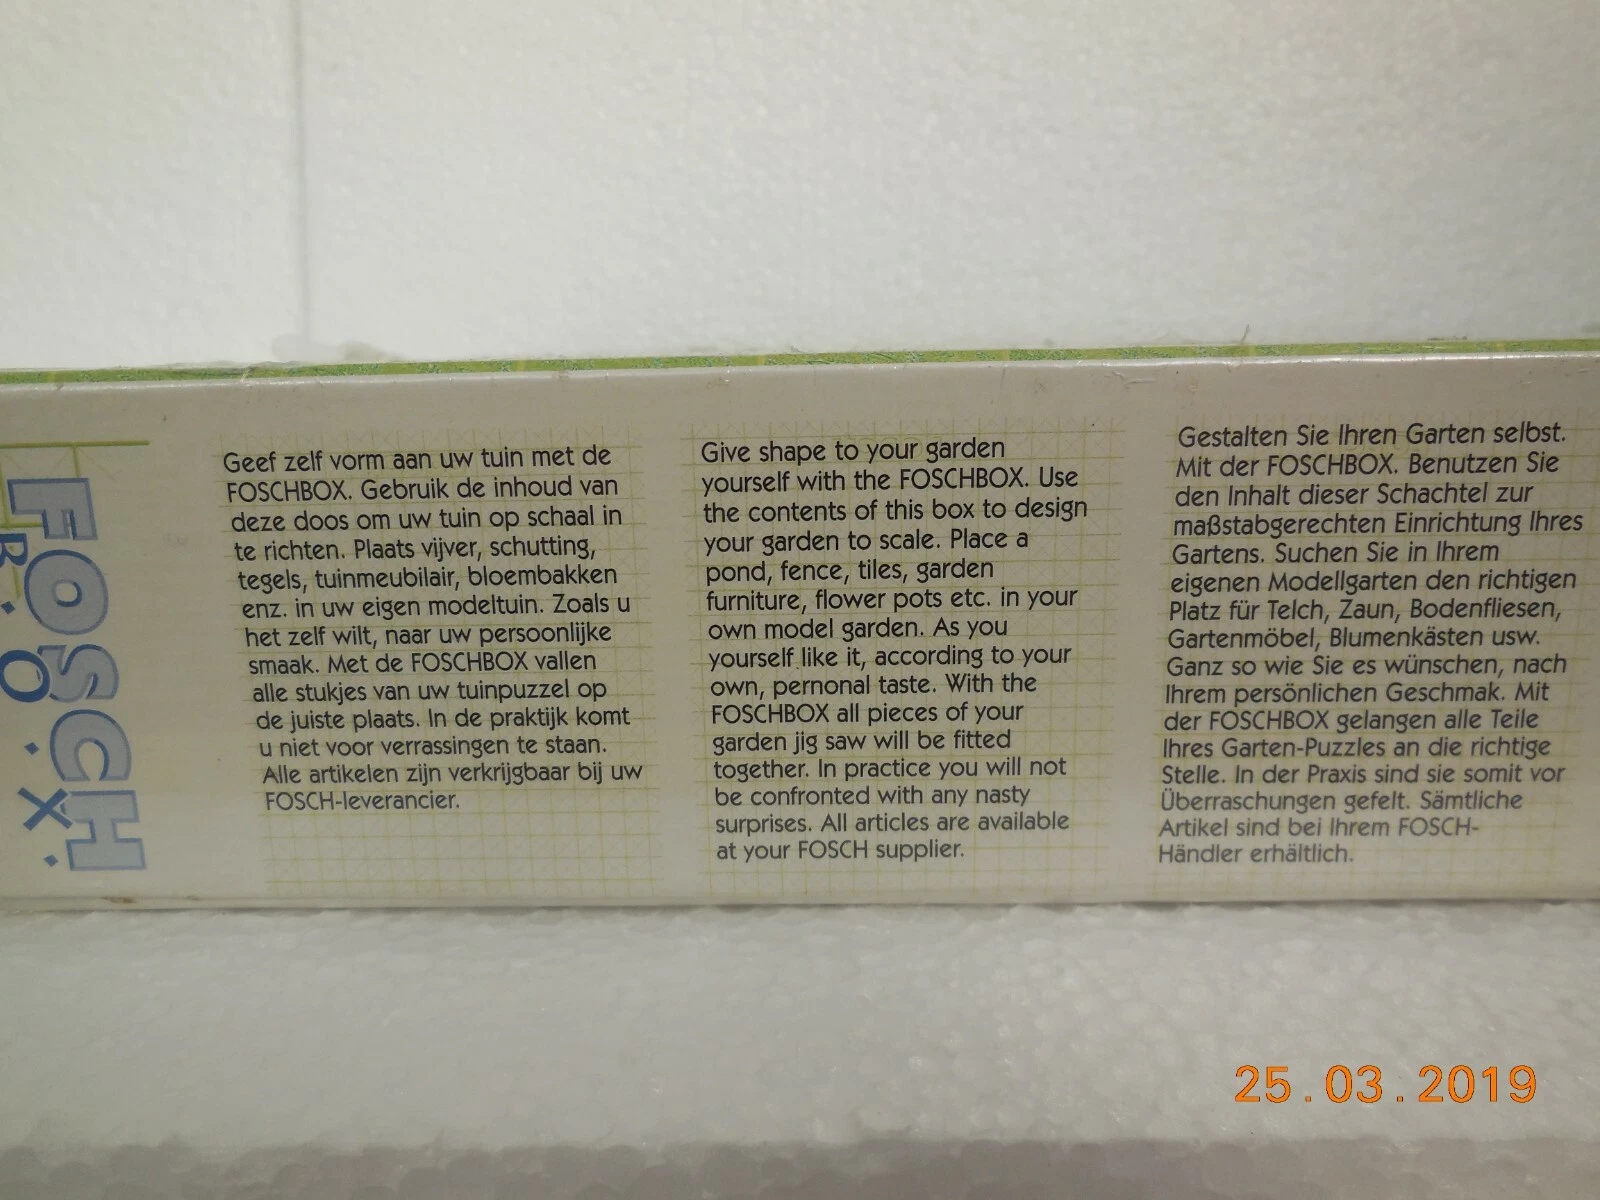 FOSCH
B.O.X.
Geef zelf vorm aan uw tuin met de
FOSCHBOX. Gebruik de inhoud van
deze doos om uw tuin op schaal in
te richten. Plaats vijver, schutting,
tegels, tuinmeubilair, bloembakken
enz. in uw eigen modeltuin. Zoals u
het zelf wilt, naar uw persoonlijke
smaak. Met de FOSCHBOX vallen
alle stukjes van uw tuinpuzzel op
de juiste plaats. In de praktijk komt
u niet voor verrassingen te staan.
Alle artikelen zijn verkrijgbaar bij uw
FOSCH-leverancier.
Give shape to your garden
yourself with the FOSCHBOX. Use
the contents of this box to design
your garden to scale. Place a
pond, fence, tiles, garden
furniture, flower pots etc. in your
own model garden. As you
yourself like it, according to your
own, pernonal taste. With the
FOSCHBOX all pieces of your
garden jig saw will be fitted
together. In practice you will not
be confronted with any nasty
surprises. All articles are available
at your FOSCH supplier.
Gestalten Sie Ihren Garten selbst.
Mit der FOSCHBOX. Benutzen Sie
den Inhalt dieser Schachtel zur
maßstabgerechten Einrichtung Ihres
Gartens. Suchen Sie in Ihrem
eigenen Modellgarten den richtigen
Platz für Telch, Zaun, Bodenfliesen,
Gartenmöbel, Blumenkästen usw.
Ganz so wie Sie es wünschen, nach
Ihrem persönlichen Geschmak. Mit
der FOSCHBOX gelangen alle Teile
Ihres Garten-Puzzles an die richtige
Stelle. In der Praxis sind sie somit vor
Überraschungen gefelt. Sämtliche
Artikel sind bei Ihrem FOSCH-
Händler erhältlich.
25.03.2019